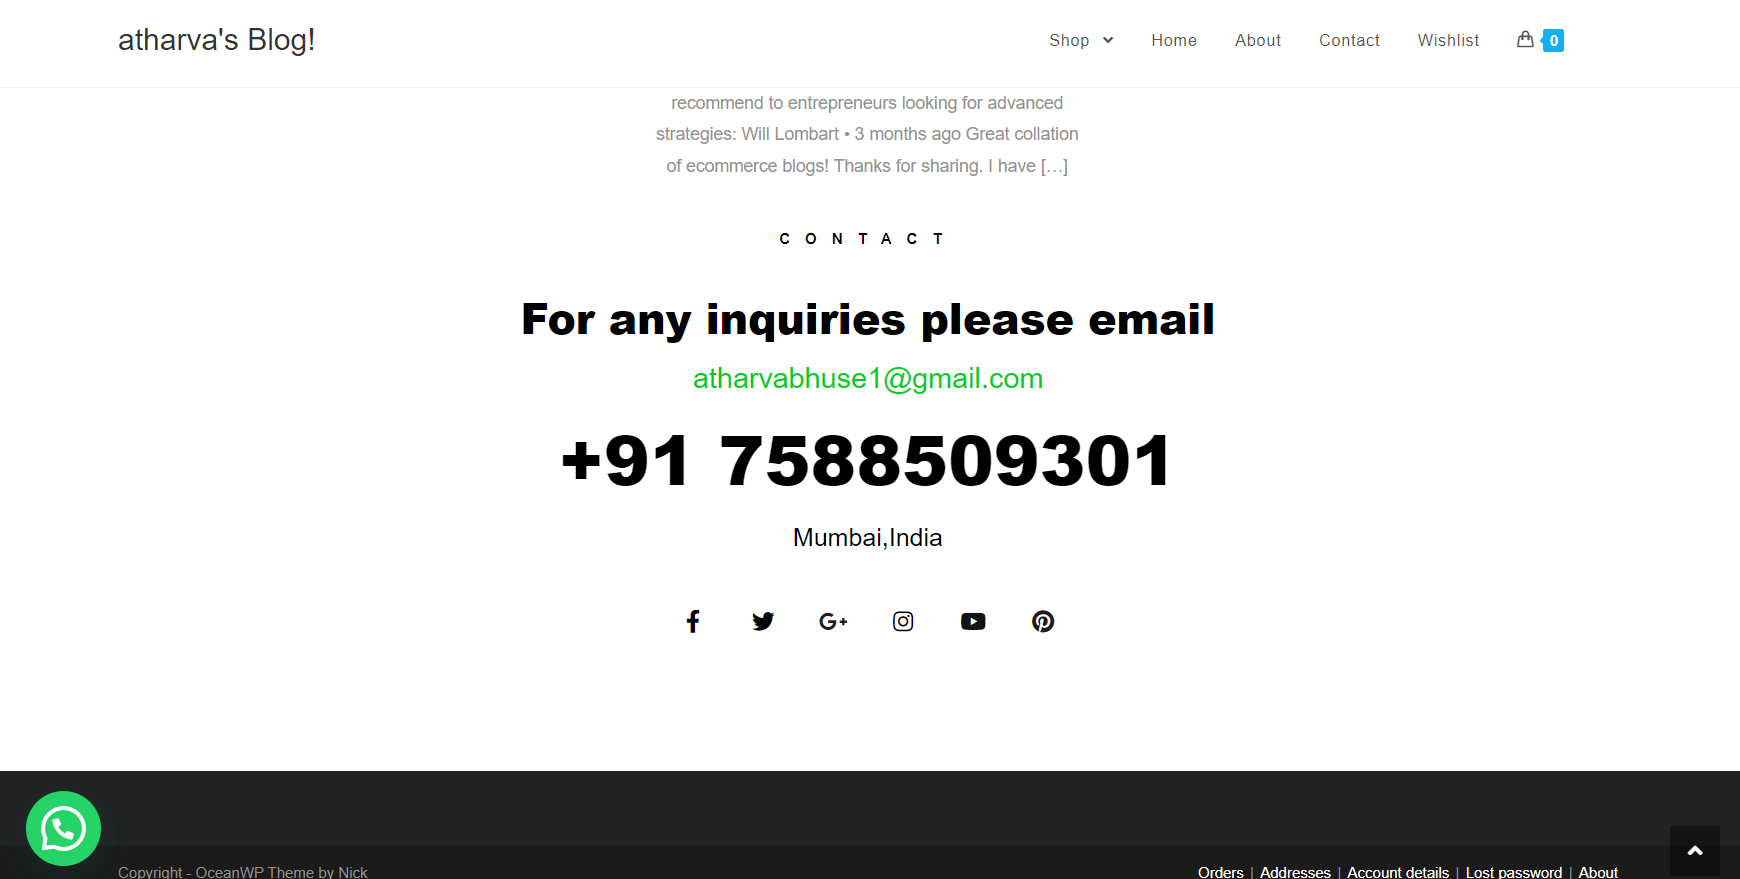 atharva's Blog!
Shop Home About Contact Wishlist 0
recommend to entrepreneurs looking for advanced
strategies: Will Lombart • 3 months ago Great collation
of ecommerce blogs! Thanks for sharing. I have […]
CONTACT
For any inquiries please email
atharvabhuse1@gmail.com
+91 7588509301
Mumbai,India
Copyright - OceanWP Theme by Nick
Orders | Addresses | Account details | Lost password | About